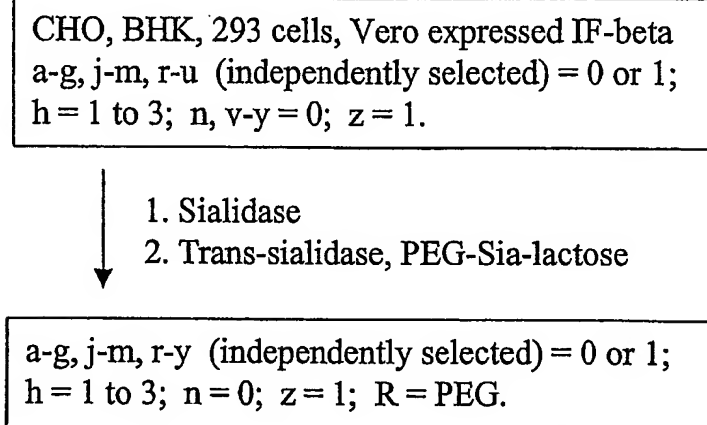 CHO, BHK, 293 cells, Vero expressed IF-beta
a-g, j-m, r-u (independently selected) = 0 or 1;
h = 1 to 3; n, v-y = 0; z = 1.
1. Sialidase
2. Trans-sialidase, PEG-Sia-lactose
a-g, j-m, r-y (independently selected) = 0 or 1;
h = 1 to 3; n = 0; z = 1; R = PEG.